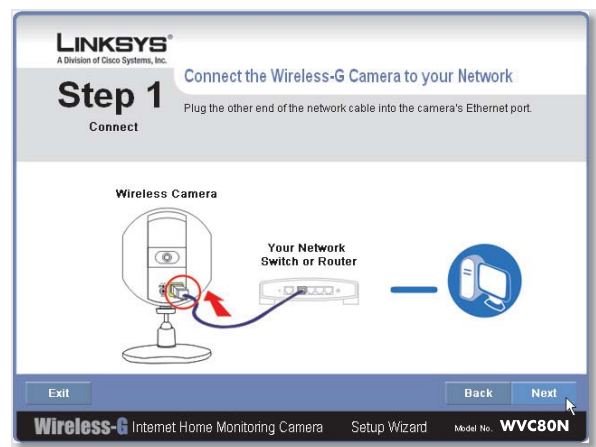 LINKSYS®
A Division of Cisco Systems, Inc.
Step 1
Connect
Connect the Wireless-G Camera to your Network
Plug the other end of the network cable into the camera's Ethernet port.
Wireless Camera
Your Network
Switch or Router
Exit
Back
Next
Wireless-G Internet Home Monitoring Camera Setup Wizard Model No. WVC80N